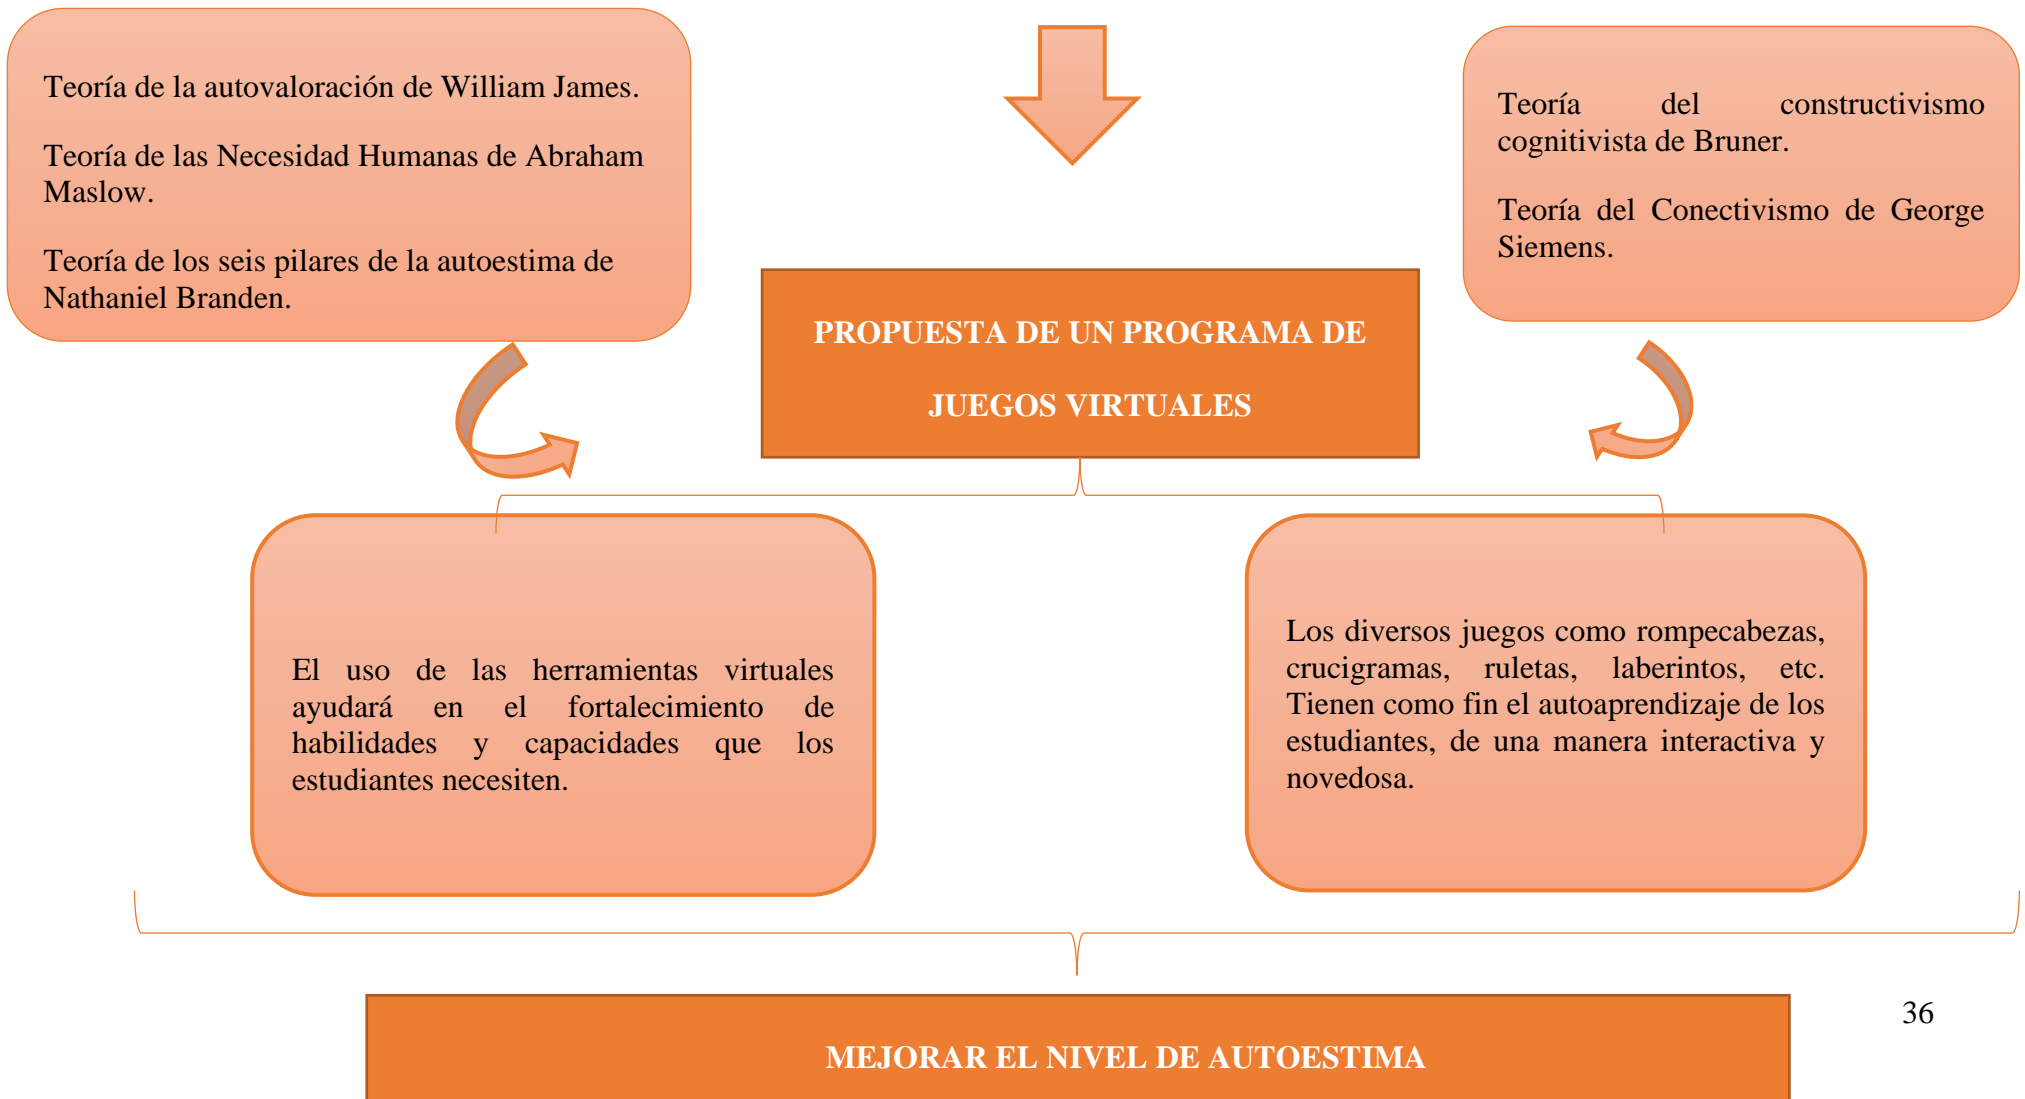 Teoría de la autovaloración de William James.
Teoría de las Necesidad Humanas de Abraham
Maslow.
Teoría de los seis pilares de la autoestima de
Nathaniel Branden.
Teoría del constructivismo
cognitivista de Bruner.
Teoría del Conectivismo de George
Siemens.
PROPUESTA DE UN PROGRAMA DE
JUEGOS VIRTUALES
El uso de las herramientas virtuales
ayudará en el fortalecimiento de
habilidades y capacidades que los
estudiantes necesiten.
Los diversos juegos como rompecabezas,
crucigramas, ruletas, laberintos, etc.
Tienen como fin el autoaprendizaje de los
estudiantes, de una manera interactiva y
novedosa.
36
MEJORAR EL NIVEL DE AUTOESTIMA